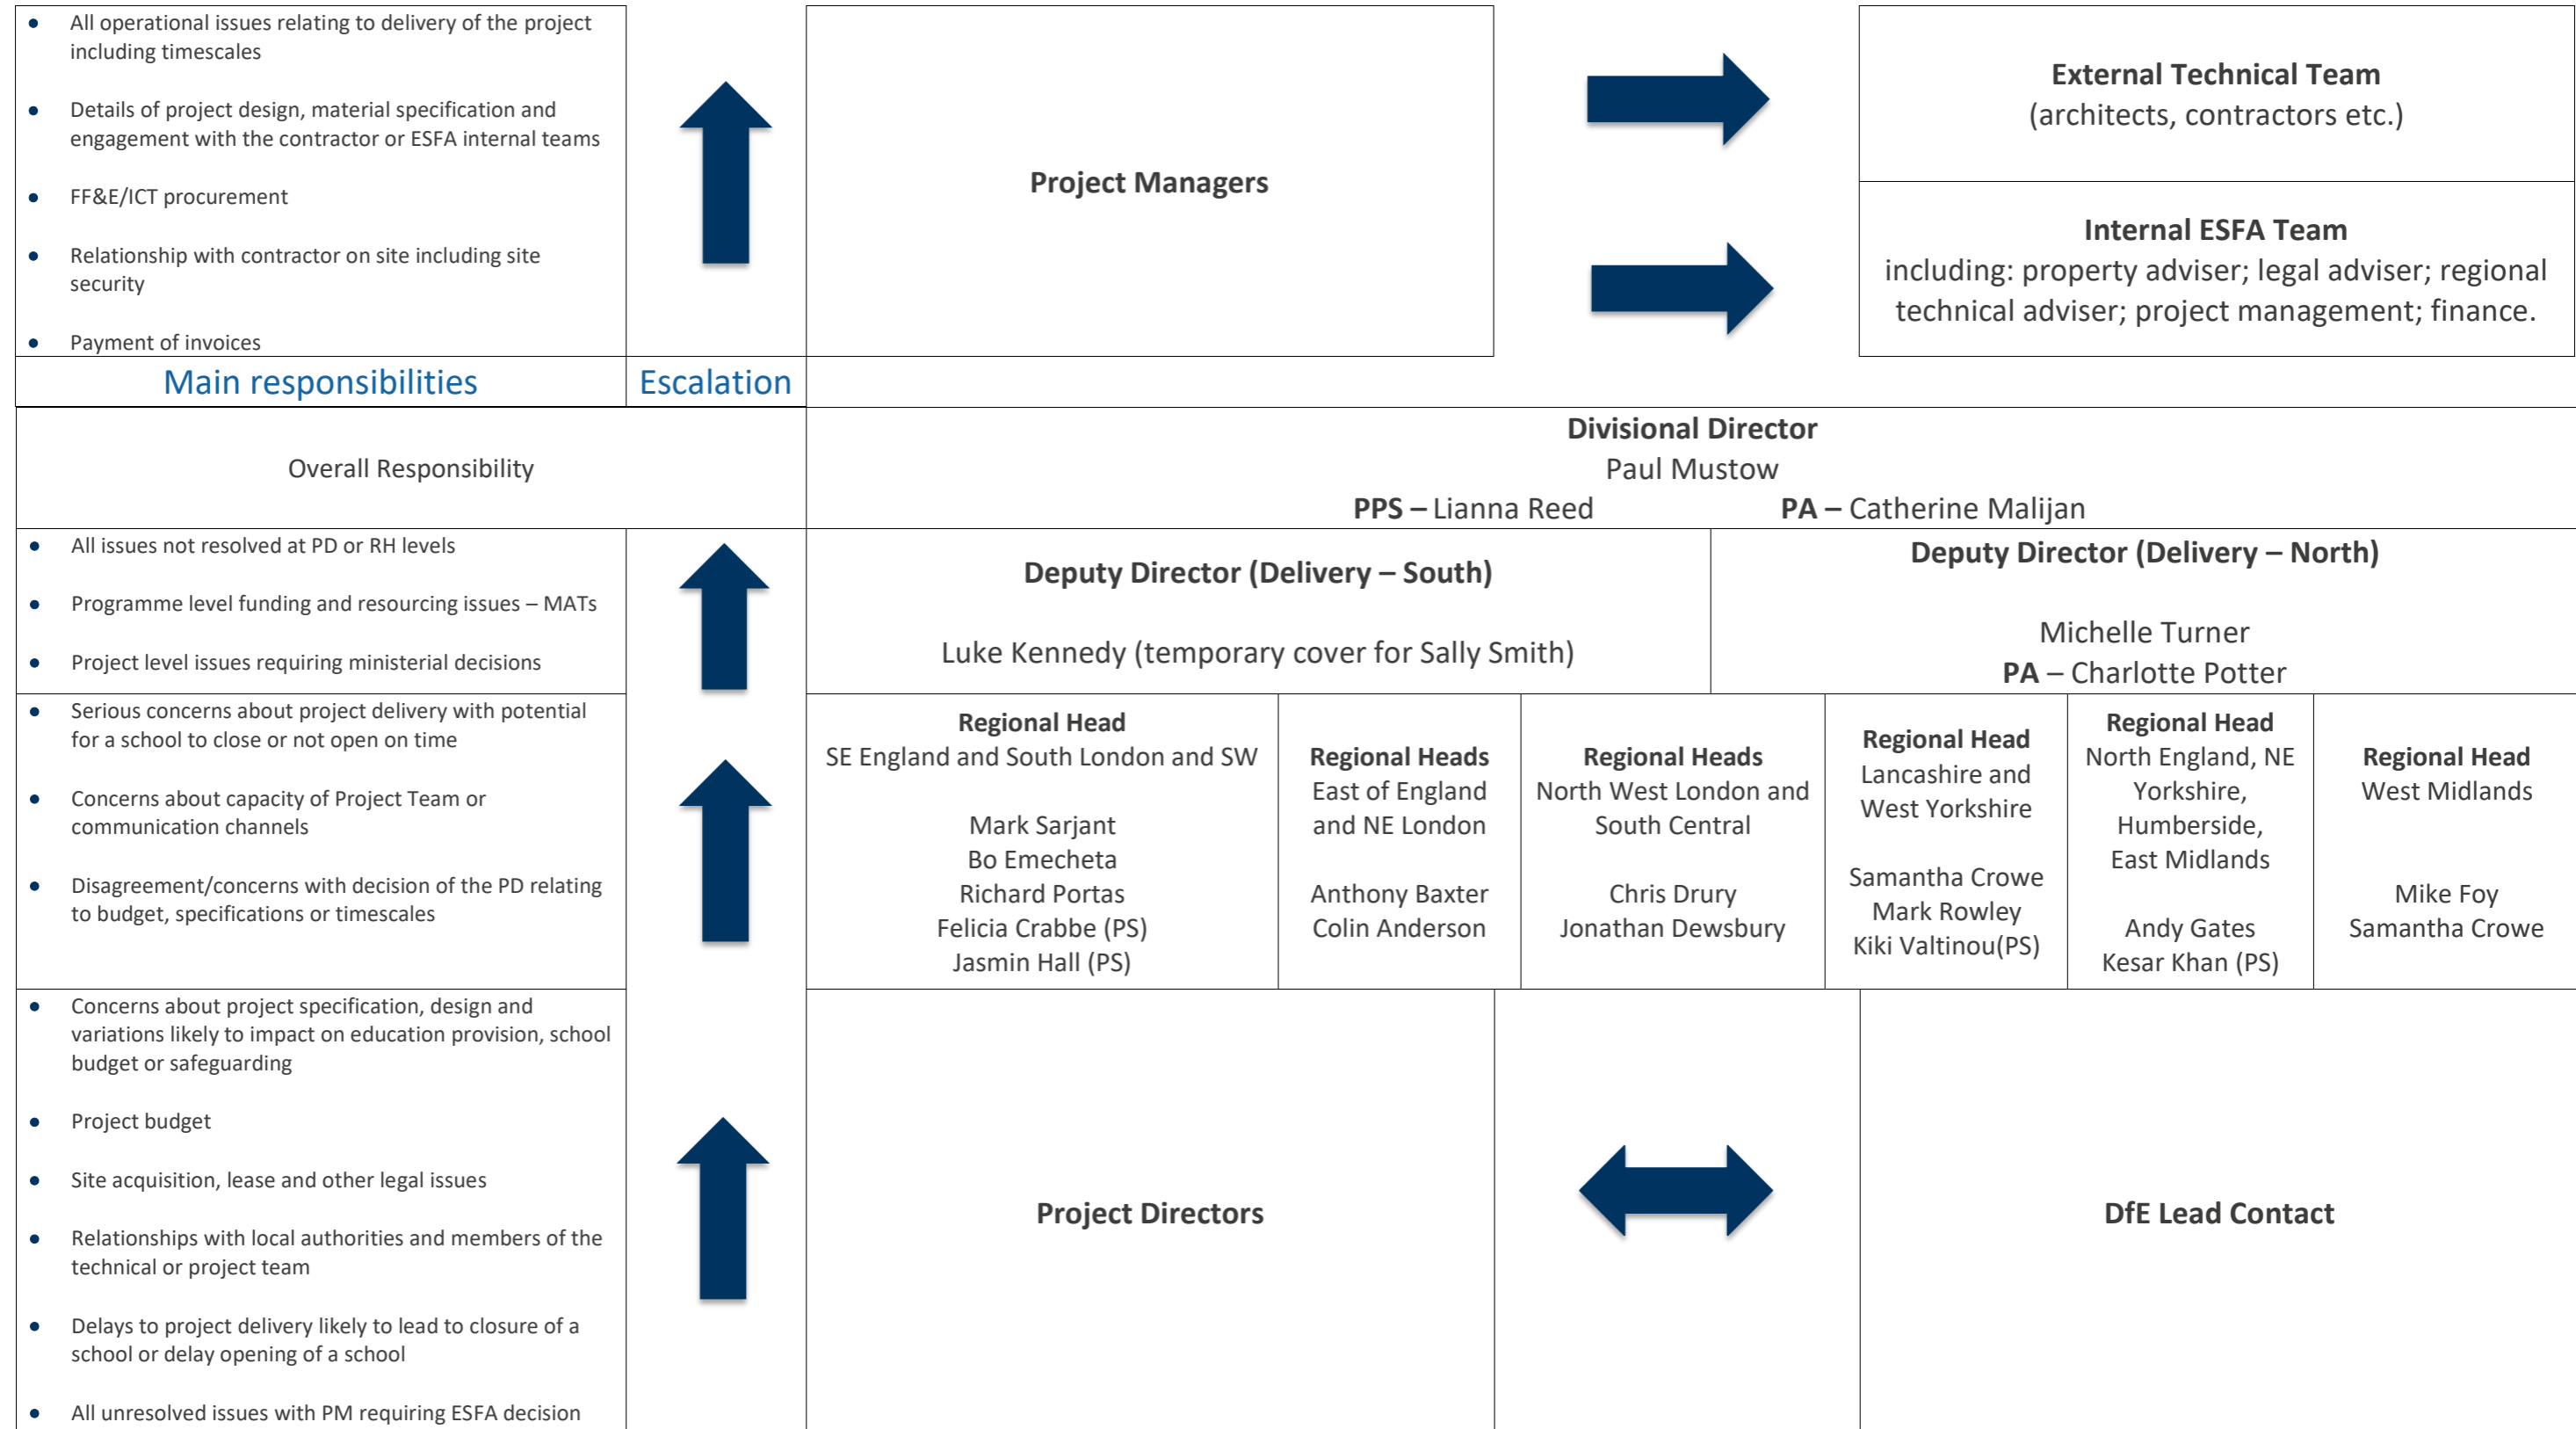 All operational issues relating to delivery of the project
including timescales
Details of project design, material specification and
engagement with the contractor or ESFA internal teams
FF&E/ICT procurement
Relationship with contractor on site including site
security
Payment of invoices
Project Managers
External Technical Team
(architects, contractors etc.)
Internal ESFA Team
including: property adviser; legal adviser; regional
technical adviser; project management; finance.
Main responsibilities
Escalation
Overall Responsibility
Divisional Director
Paul Mustow
PPS – Lianna Reed PA – Catherine Malijan
All issues not resolved at PD or RH levels
Programme level funding and resourcing issues – MATs
Project level issues requiring ministerial decisions
Deputy Director (Delivery – South)
Luke Kennedy (temporary cover for Sally Smith)
Deputy Director (Delivery – North)
Michelle Turner
PA – Charlotte Potter
Serious concerns about project delivery with potential
for a school to close or not open on time
Concerns about capacity of Project Team or
communication channels
Disagreement/concerns with decision of the PD relating
to budget, specifications or timescales
Regional Head
SE England and South London and SW
Mark Sarjant
Bo Emecheta
Richard Portas
Felicia Crabbe (PS)
Jasmin Hall (PS)
Regional Heads
East of England
and NE London
Anthony Baxter
Colin Anderson
Regional Heads
North West London and
South Central
Chris Drury
Jonathan Dewsbury
Regional Head
Lancashire and
West Yorkshire
Samantha Crowe
Mark Rowley
Kiki Valtinou(PS)
Regional Head
North England, NE
Yorkshire,
Humberside,
East Midlands
Andy Gates
Kesar Khan (PS)
Regional Head
West Midlands
Mike Foy
Samantha Crowe
Concerns about project specification, design and
variations likely to impact on education provision, school
budget or safeguarding
Project budget
Site acquisition, lease and other legal issues
Relationships with local authorities and members of the
technical or project team
Delays to project delivery likely to lead to closure of a
school or delay opening of a school
All unresolved issues with PM requiring ESFA decision
Project Directors
DfE Lead Contact